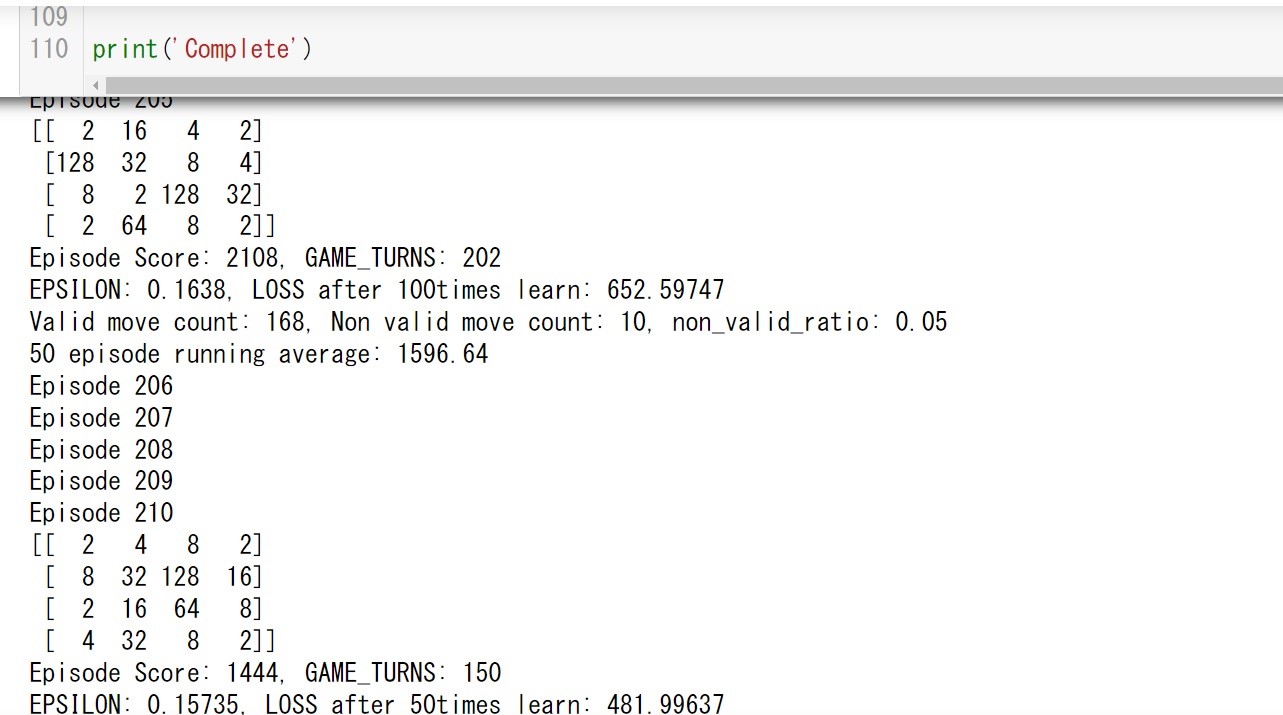 109
110 print('Complete')
Episode 205
[[  2  16   4   2]
 [128  32   8   4]
 [  8   2 128  32]
 [  2  64   8   2]]
Episode Score: 2108, GAME_TURNS: 202
EPSILON: 0.1638, LOSS after 100times learn: 652.59747
Valid move count: 168, Non valid move count: 10, non_valid_ratio: 0.05
50 episode running average: 1596.64
Episode 206
Episode 207
Episode 208
Episode 209
Episode 210
[[  2   4   8   2]
 [  8  32 128  16]
 [  2  16  64   8]
 [  4  32   8   2]]
Episode Score: 1444, GAME_TURNS: 150
EPSILON: 0.15735, LOSS after 50times learn: 481.99637